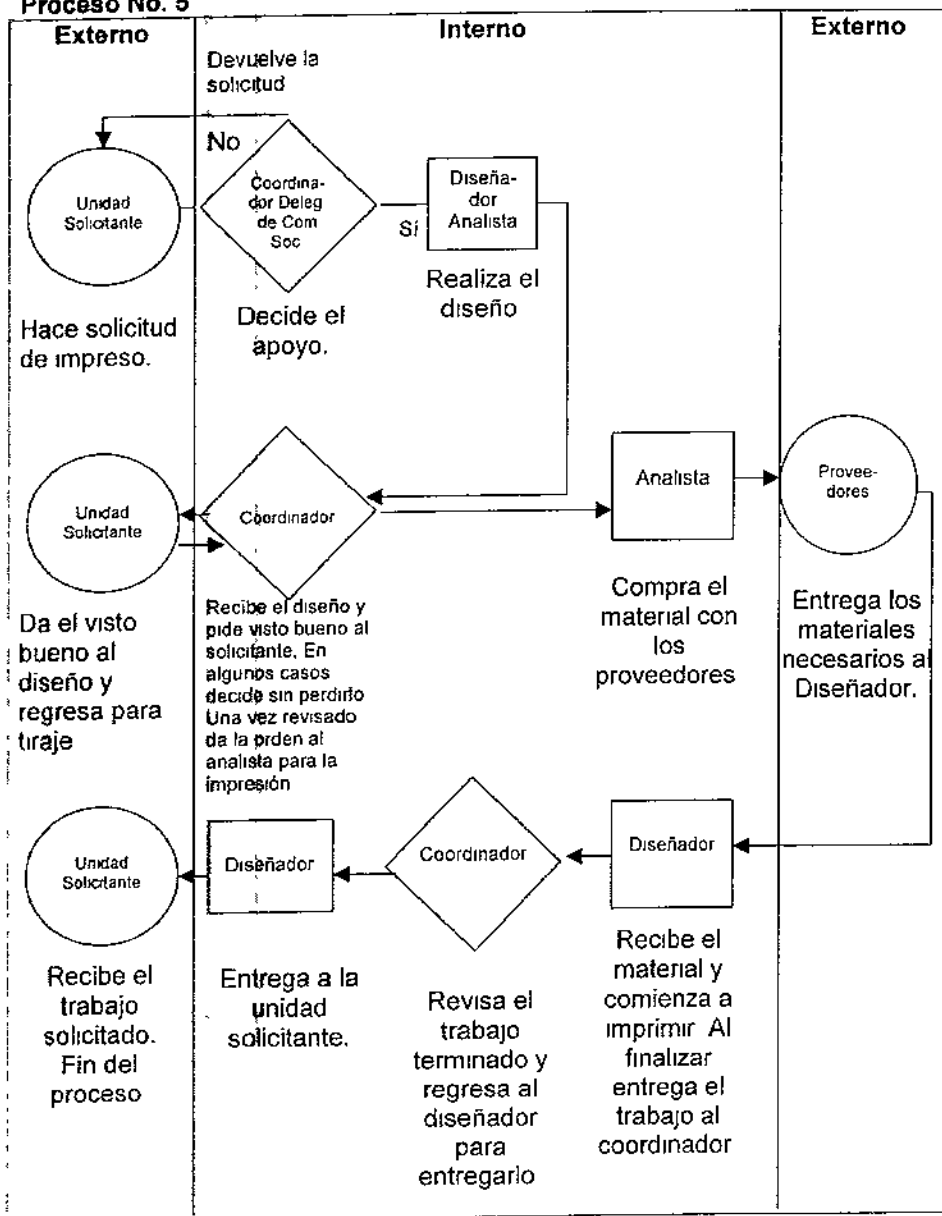 Proceso No. 5
Externo
Interno
Externo
Devuelve la
solicitud
No
Unidad
Solicitante
Coordina-
dor Deleg
de Com
Soc
Sí
Diseña-
dor
Analista
Hace solicitud
de impreso.
Decide el
apoyo.
Realiza el
diseño
Unidad
Solicitante
Coordinador
Analista
Provee-
dores
Da el visto
bueno al
diseño y
regresa para
tiraje
Recibe el diseño y
pide visto bueno al
solicitante. En
algunos casos
decide sin perdirlo
Una vez revisado
da la orden al
analista para la
impresión
Compra el
material con
los
proveedores
Entrega los
materiales
necesarios al
Diseñador.
Unidad
Solicitante
Diseñador
Coordinador
Diseñador
Recibe el
trabajo
solicitado.
Fin del
proceso
Entrega a la
unidad
solicitante.
Revisa el
trabajo
terminado y
regresa al
diseñador
para
entregarlo
Recibe el
material y
comienza a
imprimir Al
finalizar
entrega el
trabajo al
coordinador